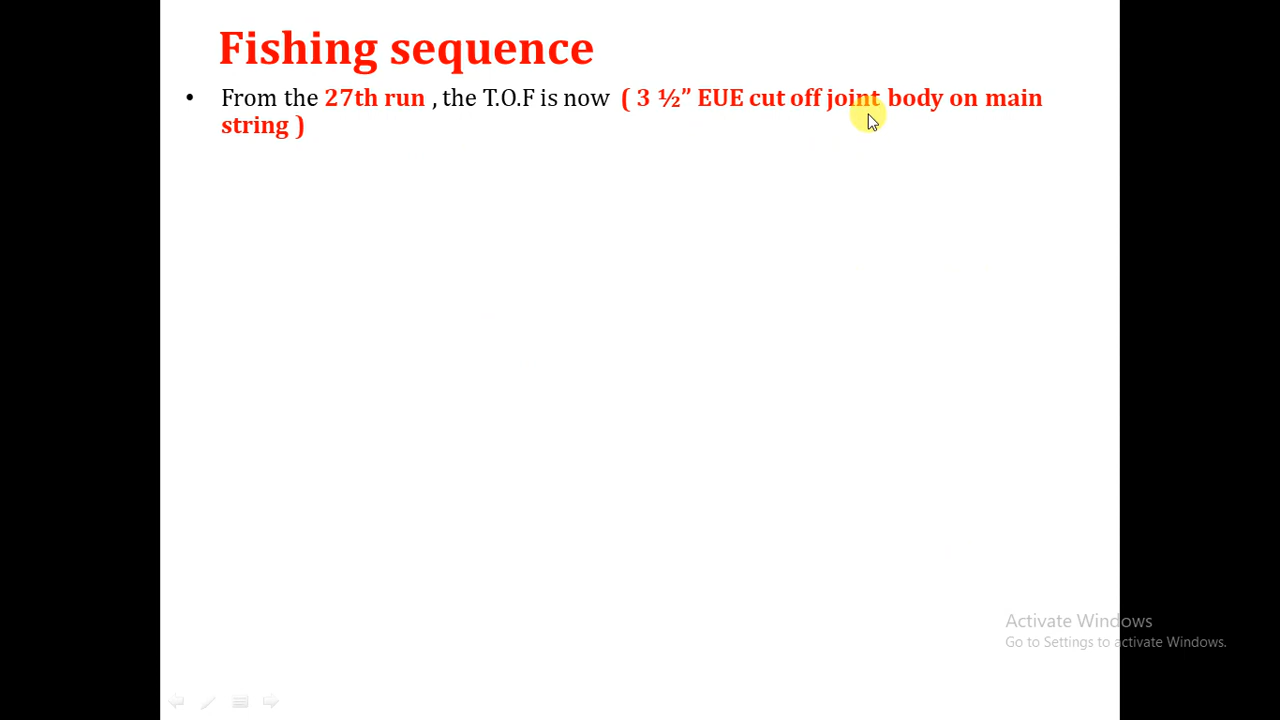 Fishing sequence
• From the 27th run , the T.O.F is now ( 3 ½” EUE cut off joint body on main
string )
Activate Windows
Go to Settings to activate Windows.